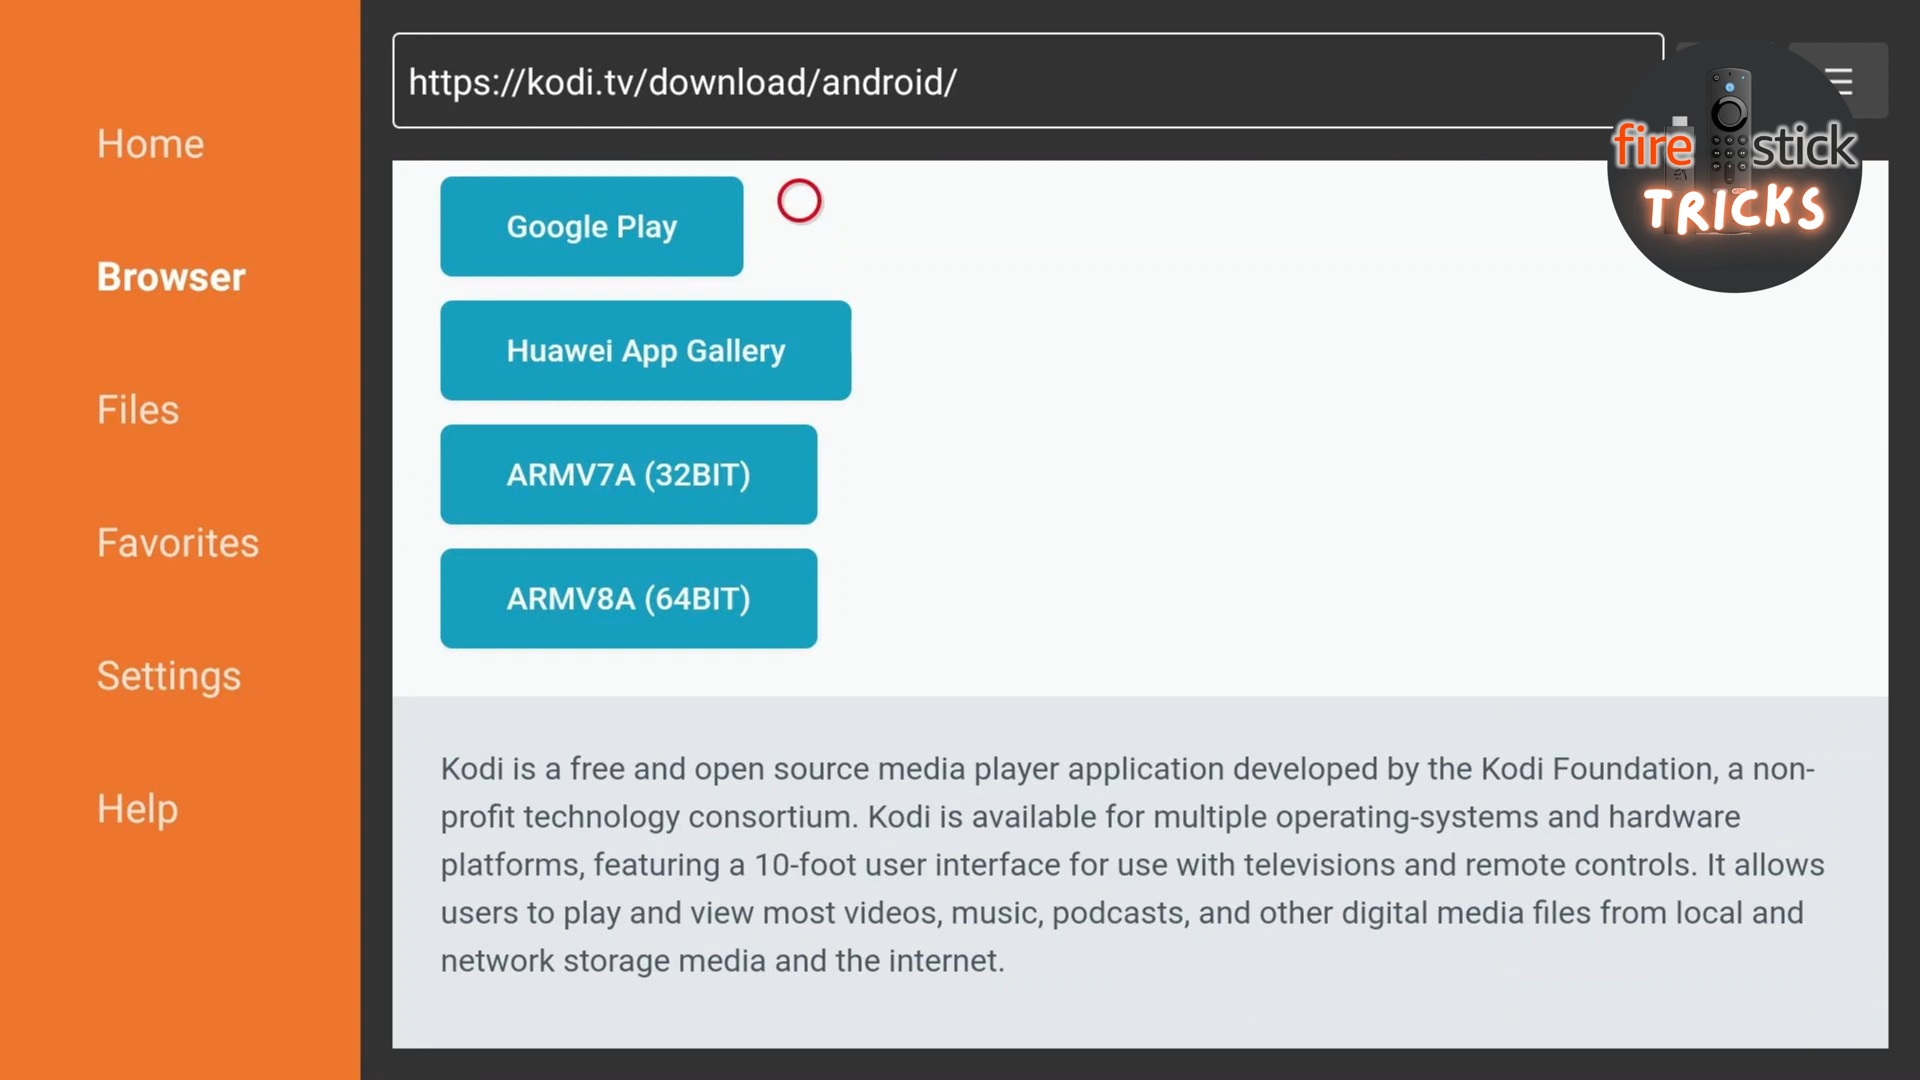 Home
Browser
Files
Favorites
Settings
Help
https://kodi.tv/download/android/
fire stick
TRICKS
Google Play
Huawei App Gallery
ARMV7A (32BIT)
ARMV8A (64BIT)
Kodi is a free and open source media player application developed by the Kodi Foundation, a non-
profit technology consortium. Kodi is available for multiple operating-systems and hardware
platforms, featuring a 10-foot user interface for use with televisions and remote controls. It allows
users to play and view most videos, music, podcasts, and other digital media files from local and
network storage media and the internet.